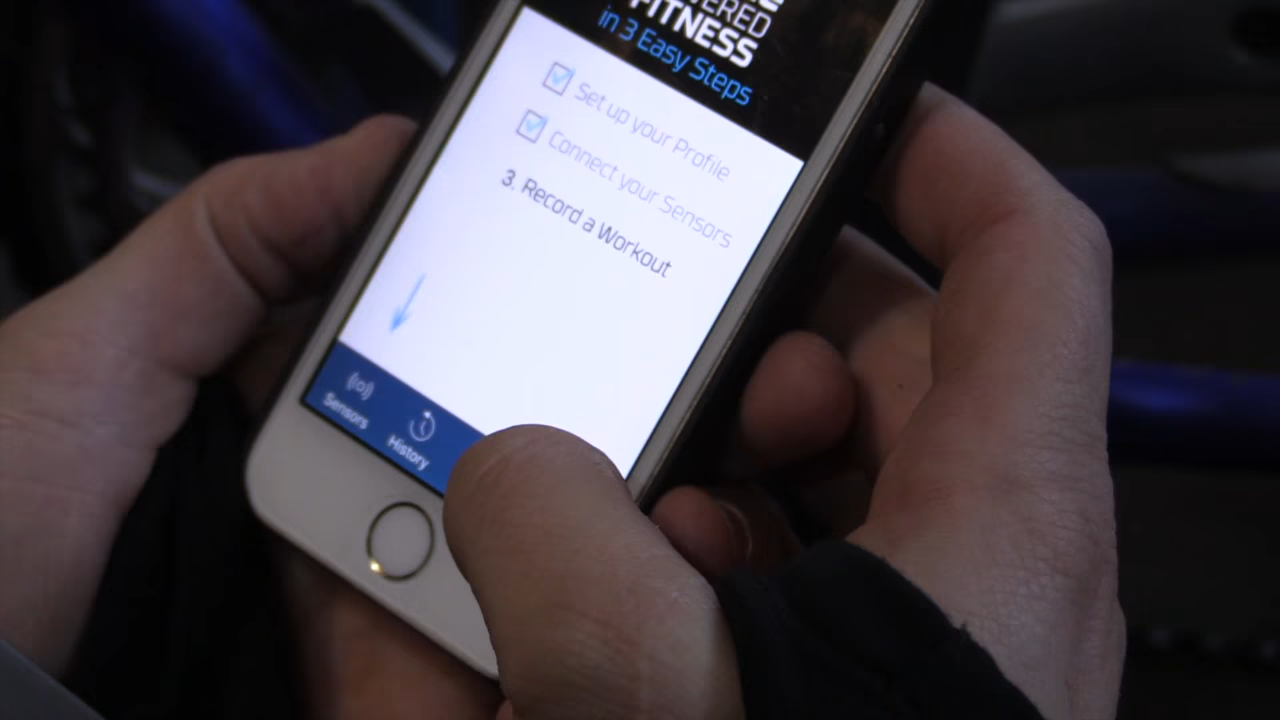 FITNESS
in 3 Easy Steps
Set up your Profile
Connect your Sensors
3. Record a Workout
Sensors
History